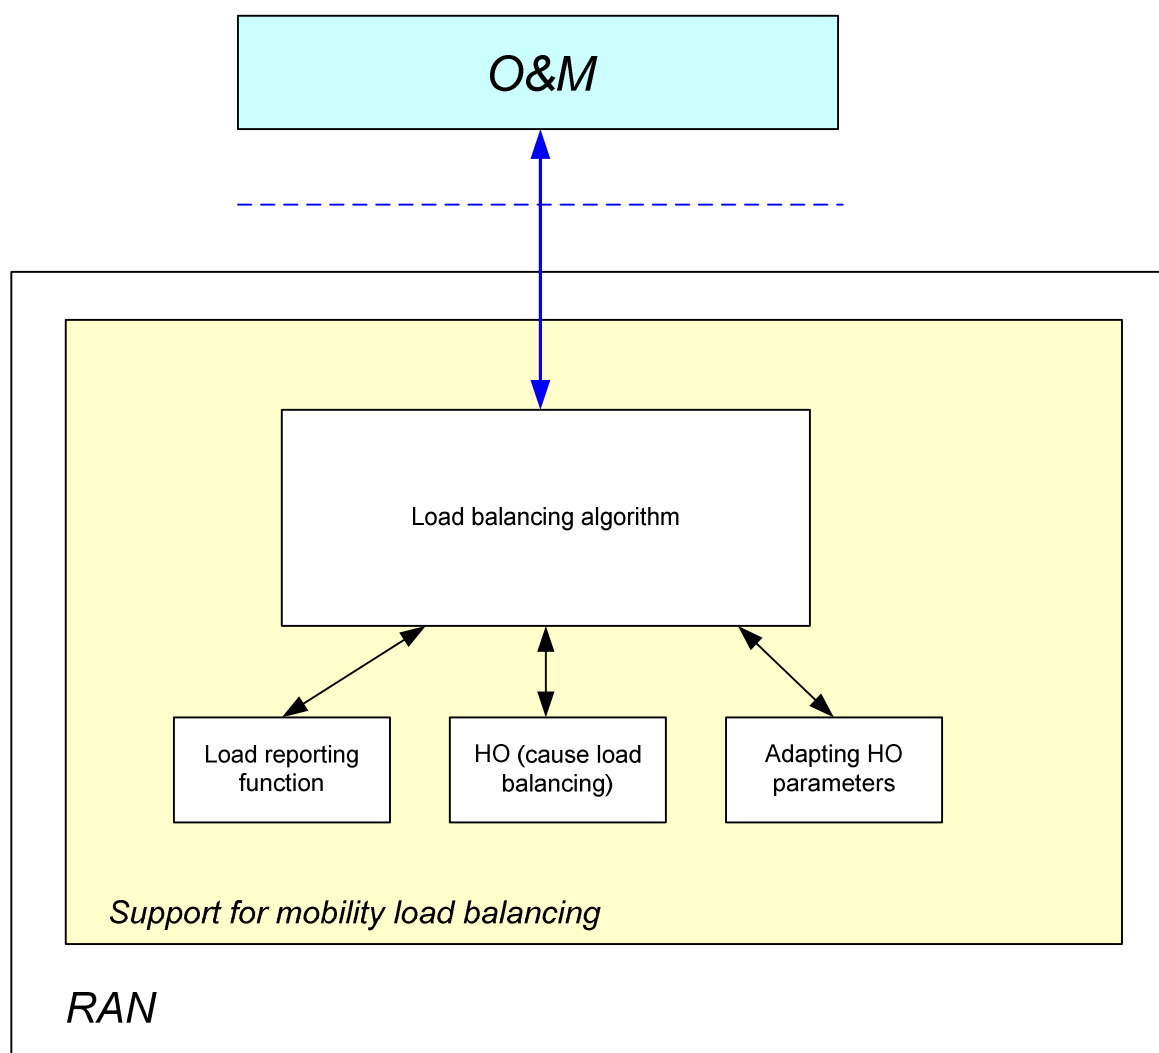 O&M
Load balancing algorithm
Load reporting
function
HO (cause load
balancing)
Adapting HO
parameters
Support for mobility load balancing
RAN